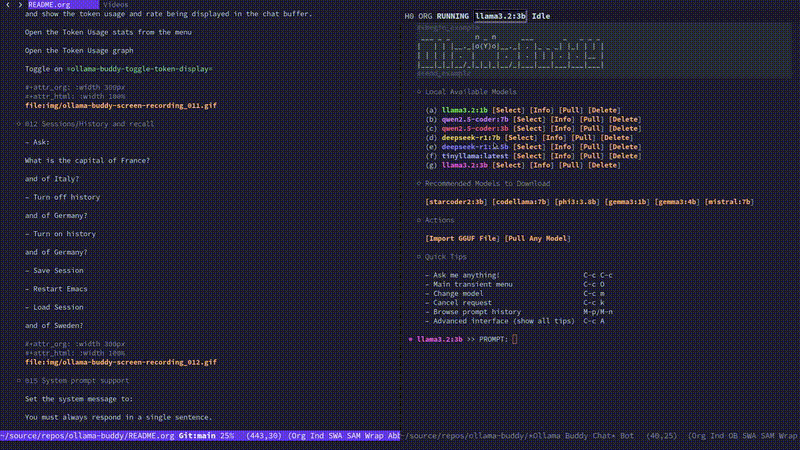 README.org Videos
and show the token usage and rate being displayed in the chat buffer.
Open the Token Usage stats from the menu
Open the Token Usage graph
Toggle on =ollama-buddy-toggle-token-display=
#+attr_org: :width 300px
#+attr_html: :width 100%
file:img/ollama-buddy-screen-recording_011.gif
012 Sessions/History and recall
– Ask:
What is the capital of France?
and of Italy?
– Turn off history
and of Germany?
– Turn on history
and of Germany?
– Save Session
– Restart Emacs
– Load Session
and of Sweden?
#+attr_org: :width 300px
#+attr_html: :width 100%
file:img/ollama-buddy-screen-recording_012.gif
015 System prompt support
Set the system message to:
You must always respond in a single sentence.
~/source/repos/ollama-buddy/README.org Git:main 25% (443,30) (Org Ind SWA SAM Wrap Abb
H0 ORG RUNNING llama3.2:3b Idle
#+begin_example
#+end_example
Local Available Models
(a) llama3.2:1b [Select] [Info] [Pull] [Delete]
(b) qwen2.5-coder:7b [Select] [Info] [Pull] [Delete]
(c) qwen2.5-coder:3b [Select] [Info] [Pull] [Delete]
(d) deepseek-r1:7b [Select] [Info] [Pull] [Delete]
(e) deepseek-r1:1.5b [Select] [Info] [Pull] [Delete]
(f) tinyllama:latest [Select] [Info] [Pull] [Delete]
(g) llama3.2:3b [Select] [Info] [Pull] [Delete]
Recommended Models to Download
[starcoder2:3b] [codellama:7b] [phi3:3.8b] [gemma3:1b] [gemma3:4b] [mistral:7b]
Actions
[Import GGUF File] [Pull Any Model]
Quick Tips
– Ask me anything! C-c C-c
– Main transient menu C-c O
– Change model C-c m
– Cancel request C-c k
– Browse prompt history M-p/M-n
– Advanced interface (show all tips) C-c A
llama3.2:3b >> PROMPT:
~/source/repos/ollama-buddy/*Ollama Buddy Chat* Bot (40,25) (Org Ind OB SWA SAM Wrap